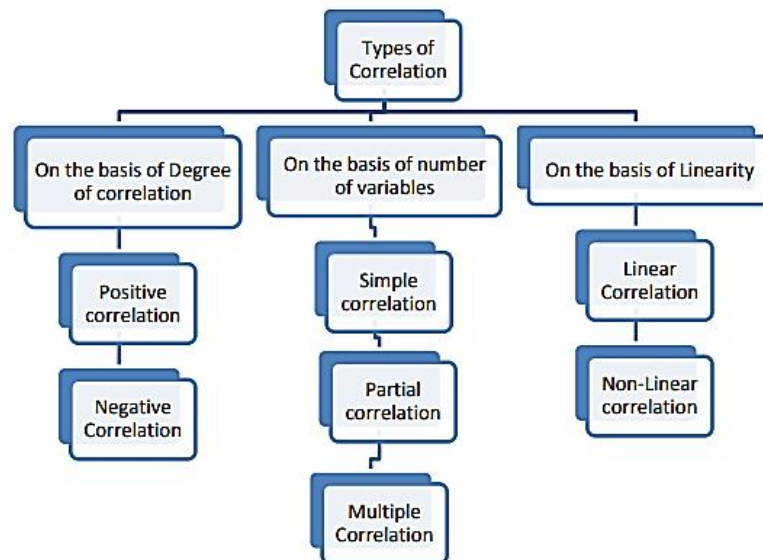 Types of
Correlation
On the basis of Degree
of correlation
On the basis of number
of variables
On the basis of Linearity
Positive
correlation
Negative
Correlation
Simple
correlation
Partial
correlation
Multiple
Correlation
Linear
Correlation
Non-Linear
correlation